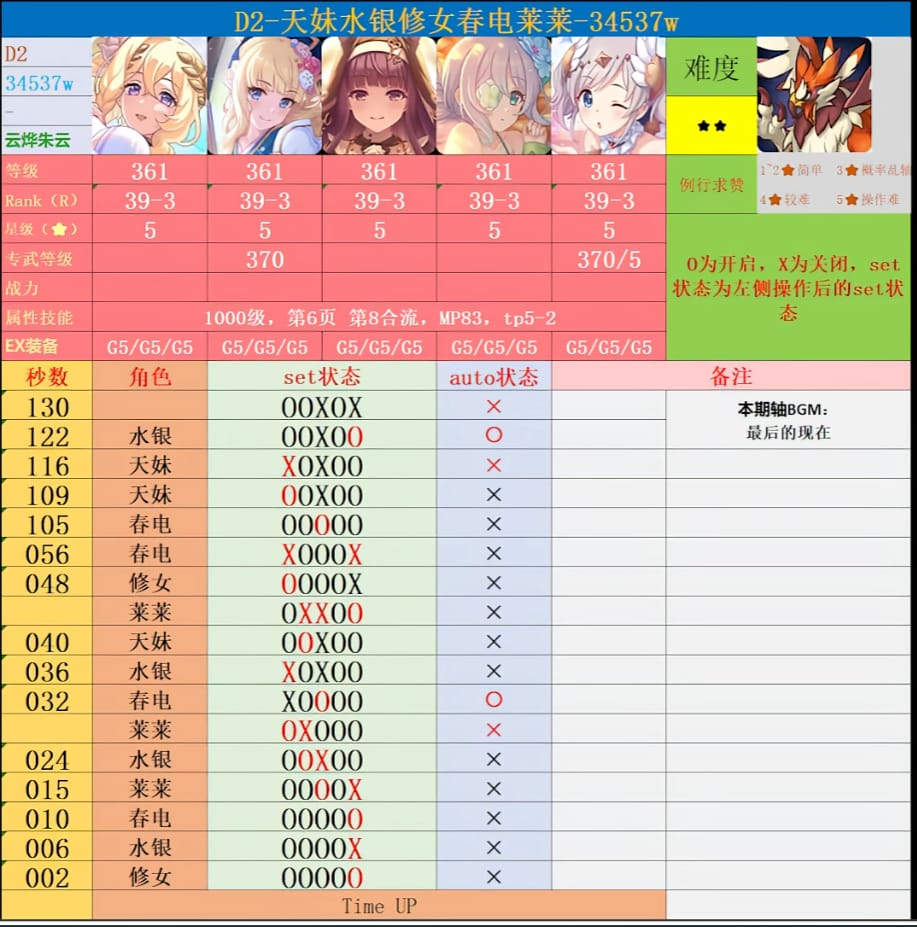 D2-天妹水银修女春电莱莱-34537w
D2
34537w
-
云烨朱云
难度
★★
等级 361 361 361 361 361
Rank（R） 39-3 39-3 39-3 39-3 39-3
星级（⭐） 5 5 5 5 5
专武等级 370 370/5
战力
属性技能 1000级，第6页 第8合流，MP83，tp5-2
EX装备 G5/G5/G5 G5/G5/G5 G5/G5/G5 G5/G5/G5 G5/G5/G5
例行求赞
1~2★简单 3★概率乱轴
4★较难 5★操作难
O为开启，X为关闭，set
状态为左侧操作后的set状
态
秒数 角色 set状态 auto状态 备注
130 OOXOX × 本期轴BGM：
最后的现在
122 水银 OOXOO O
116 天妹 XOXOO ×
109 天妹 OOXOO ×
105 春电 OOOOO ×
056 春电 XOOOX ×
048 修女 OOOOX ×
莱莱 OXXOO ×
040 天妹 OOXOO ×
036 水银 XOXOO ×
032 春电 XOOOO O
莱莱 OXOOO ×
024 水银 OOXOO ×
015 莱莱 OOOOX ×
010 春电 OOOOO ×
006 水银 OOOOX ×
002 修女 OOOOO ×
Time UP